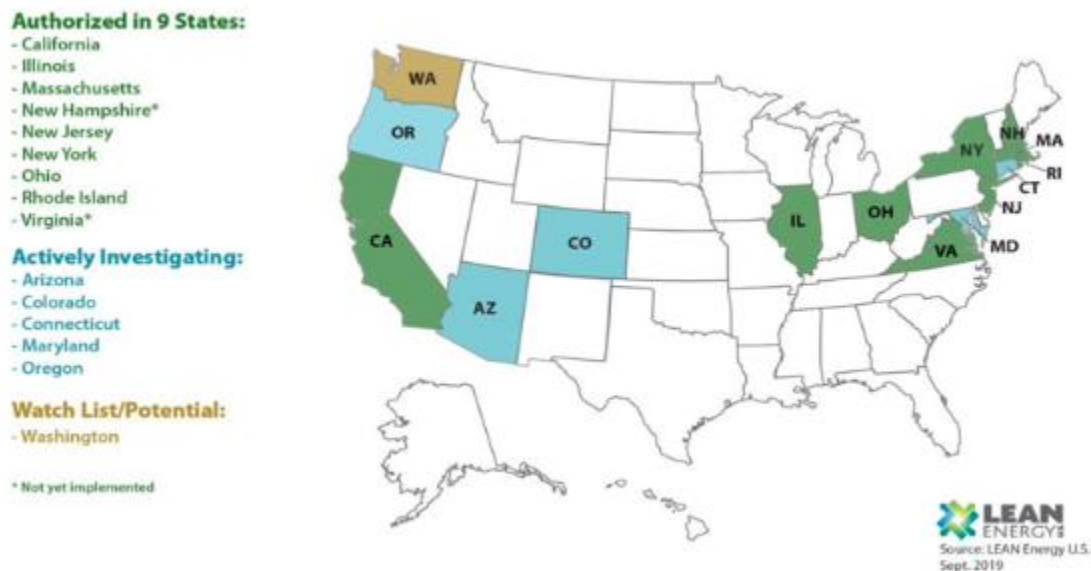 Authorized in 9 States:
- California
- Illinois
- Massachusetts
- New Hampshire*
- New Jersey
- New York
- Ohio
- Rhode Island
- Virginia*
Actively Investigating:
- Arizona
- Colorado
- Connecticut
- Maryland
- Oregon
Watch List/Potential:
- Washington
* Not yet implemented
WA
OR
CA
AZ
CO
IL
OH
NY
NH
MA
RI
CT
NJ
MD
VA
LEAN
ENERGY US
Source: LEAN Energy U.S.
Sept. 2019